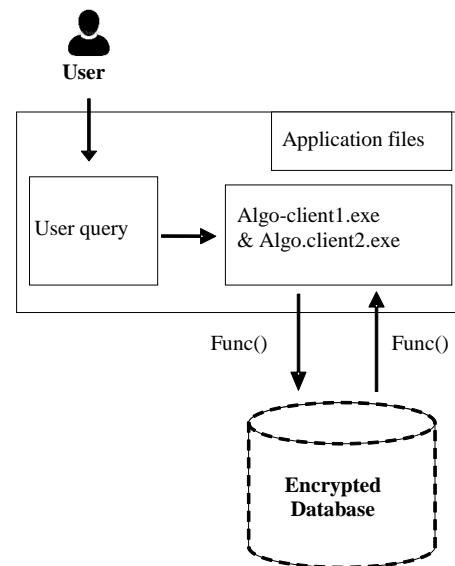 User
Application files
User query
Algo-client1.exe
& Algo.client2.exe
Func()
Func()
Encrypted
Database